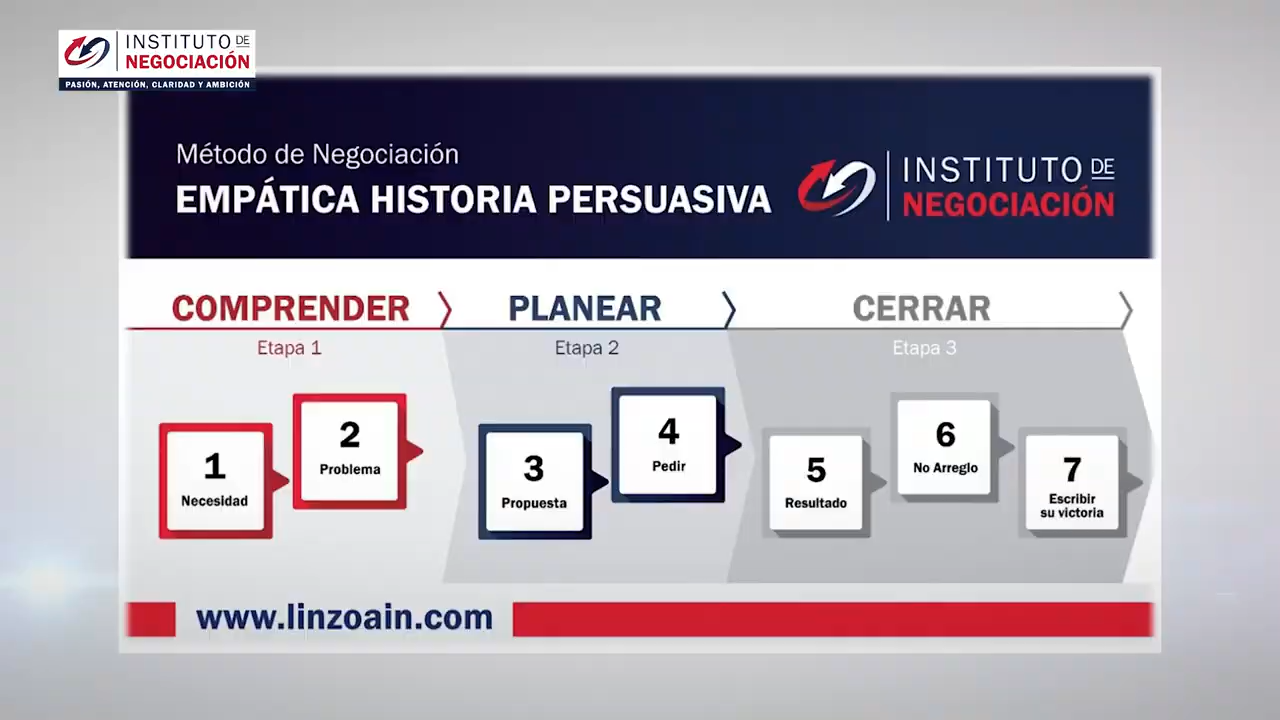 INSTITUTO DE
NEGOCIACIÓN
PASIÓN, ATENCIÓN, CLARIDAD Y AMBICIÓN
Método de Negociación
EMPÁTICA HISTORIA PERSUASIVA
INSTITUTO DE
NEGOCIACIÓN
COMPRENDER
PLANEAR
CERRAR
Etapa 1
Etapa 2
Etapa 3
1
Necesidad
2
Problema
3
Propuesta
4
Pedir
5
Resultado
6
No Arreglo
7
Escribir
su victoria
www.linzoain.com